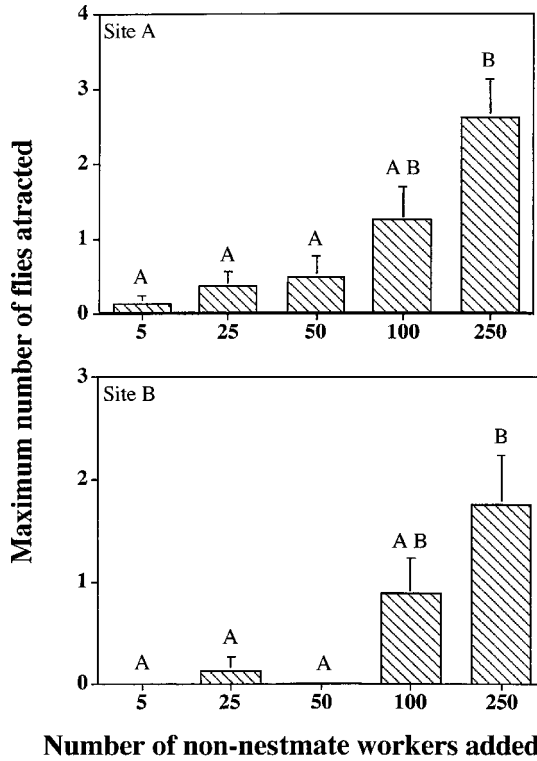 Maximum number of flies atracted
Site A
4
3
2
1
0
A
A
A
A B
B
5 25 50 100 250
Site B
3
2
1
0
A
A
A
A B
B
5 25 50 100 250
Number of non-nestmate workers added